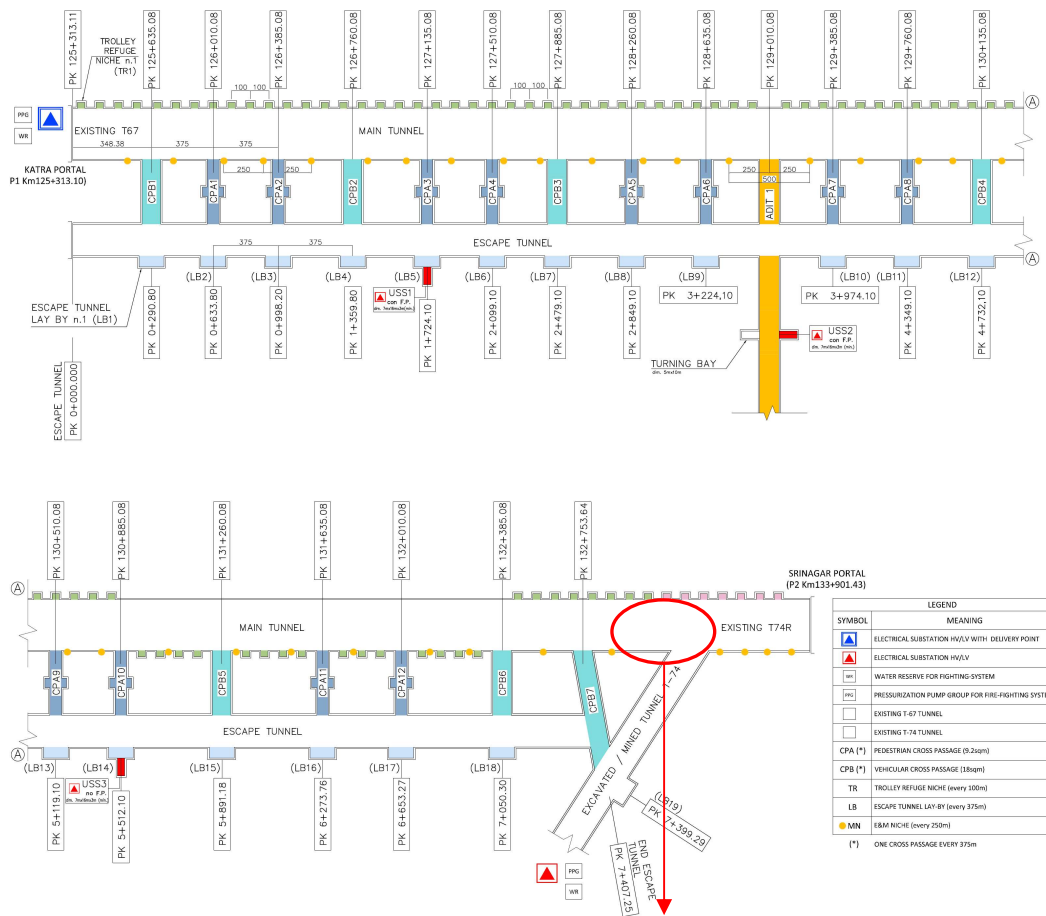 PK 125+313.11
PK 125+635.08
PK 126+010.08
PK 126+385.08
PK 126+760.08
PK 127+135.08
PK 127+510.08
PK 127+885.08
PK 128+260.08
PK 128+635.08
PK 129+010.08
PK 129+385.08
PK 129+760.08
PK 130+135.08
TROLLEY
REFUGE
NICHE n.1
(TR1)
100 100
100 100
A
PPG
WR
EXISTING T67
MAIN TUNNEL
348.38
375
375
250
250
250
250
500
KATRA PORTAL
P1 Km125+313.10)
CPB1
CPA1
CPA2
CPB2
CPA3
CPA4
CPB3
CPA5
CPA6
ADIT 1
CPA7
CPA8
CPB4
ESCAPE TUNNEL
375
375
A
(LB2)
(LB3)
(LB4)
(LB5)
(LB6)
(LB7)
(LB8)
(LB9)
(LB10)
(LB11)
(LB12)
ESCAPE TUNNEL
LAY BY n.1 (LB1)
USS1
con F.P.
dim. 7mx16mx3m (min.)
PK 3+224,10
PK 3+974.10
PK 0+290.80
PK 0+633.80
PK 0+998.20
PK 1+359.80
PK 1+724.10
PK 2+099.10
PK 2+479.10
PK 2+849.10
PK 4+349.10
PK 4+732,10
USS2
con F.P.
dim. 7mx16mx3m (min.)
TURNING BAY
dim. 5mx10m
ESCAPE TUNNEL
PK 0+000.000
PK 130+510.08
PK 130+885.08
PK 131+260.08
PK 131+635.08
PK 132+010.08
PK 132+385.08
PK 132+753.64
SRINAGAR PORTAL
(P2 Km133+901.43)
A
MAIN TUNNEL
EXISTING T74R
CPA9
CPA10
CPB5
CPA11
CPA12
CPB6
CPB7
ESCAPE TUNNEL
EXCAVATED / MINED TUNNEL T-74
A
(LB13)
(LB14)
(LB15)
(LB16)
(LB17)
(LB18)
(LB19)
PK 7+399.29
USS3
no F.P.
dim. 7mx16mx3m (min.)
PK 5+119.10
PK 5+512.10
PK 5+891.18
PK 6+273.76
PK 6+653.27
PK 7+050.30
END ESCAPE
TUNNEL
PK 7+407.25
PPG
WR
LEGEND
SYMBOL MEANING
ELECTRICAL SUBSTATION HV/LV WITH DELIVERY POINT
ELECTRICAL SUBSTATION HV/LV
WR WATER RESERVE FOR FIGHTING-SYSTEM
PPG PRESSURIZATION PUMP GROUP FOR FIRE-FIGHTING SYSTE
EXISTING T-67 TUNNEL
EXISTING T-74 TUNNEL
CPA (*) PEDESTRIAN CROSS PASSAGE (9.2sqm)
CPB (*) VEHICULAR CROSS PASSAGE (18sqm)
TR TROLLEY REFUGE NICHE (every 100m)
LB ESCAPE TUNNEL LAY-BY (every 375m)
MN E&M NICHE (every 250m)
(*) ONE CROSS PASSAGE EVERY 375m